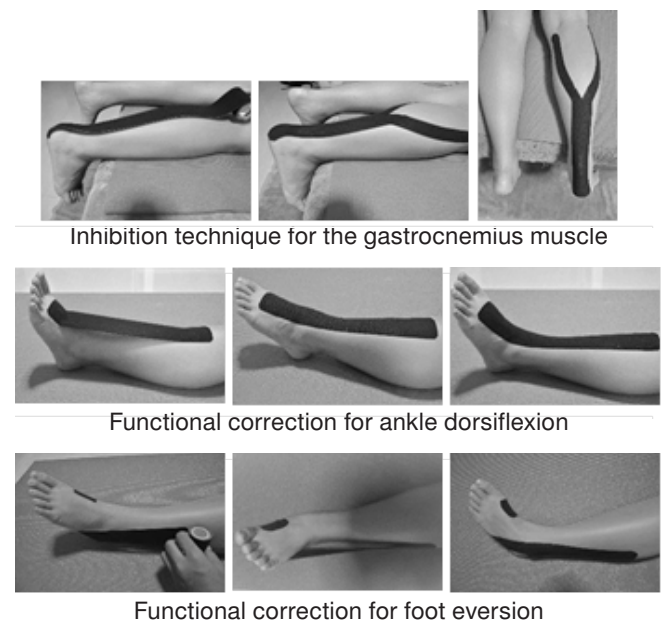 Inhibition technique for the gastrocnemius muscle
Functional correction for ankle dorsiflexion
Functional correction for foot eversion